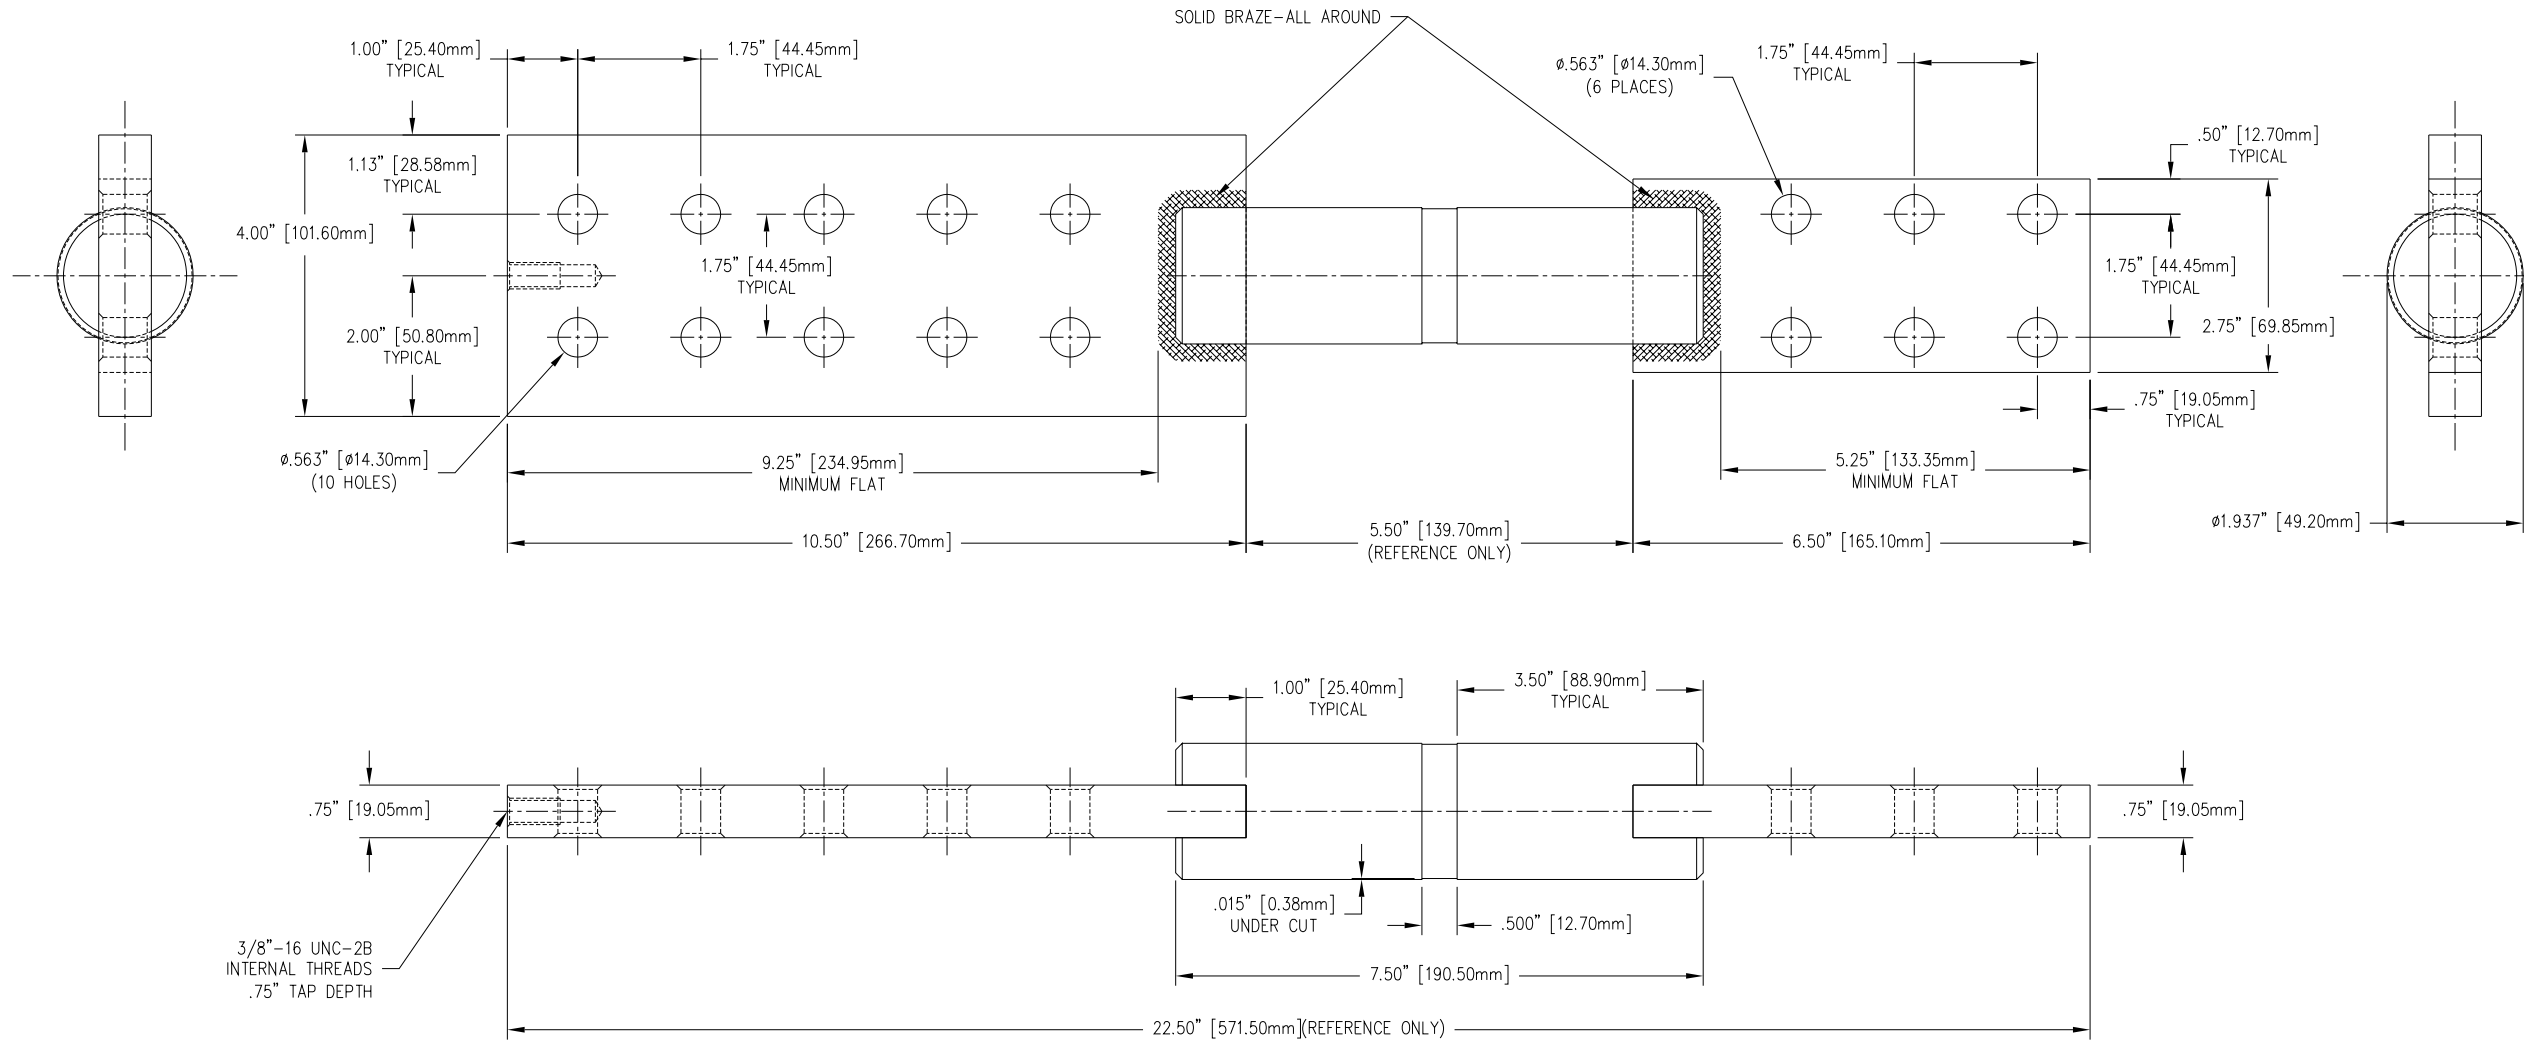 SOLID BRAZE-ALL AROUND
1.00” [25.40mm]
TYPICAL
1.75” [44.45mm]
TYPICAL
ø.563” [ø14.30mm]
(6 PLACES)
1.75” [44.45mm]
TYPICAL
.50” [12.70mm]
TYPICAL
1.13” [28.58mm]
TYPICAL
4.00” [101.60mm]
1.75” [44.45mm]
TYPICAL
1.75” [44.45mm]
TYPICAL
2.00” [50.80mm]
TYPICAL
2.75” [69.85mm]
.75” [19.05mm]
TYPICAL
ø.563” [ø14.30mm]
(10 HOLES)
9.25” [234.95mm]
MINIMUM FLAT
5.25” [133.35mm]
MINIMUM FLAT
10.50” [266.70mm]
5.50” [139.70mm]
(REFERENCE ONLY)
6.50” [165.10mm]
ø1.937” [49.20mm]
1.00” [25.40mm]
TYPICAL
3.50” [88.90mm]
TYPICAL
.75” [19.05mm]
.75” [19.05mm]
.015” [0.38mm]
UNDER CUT
.500” [12.70mm]
3/8”-16 UNC-2B
INTERNAL THREADS
.75” TAP DEPTH
7.50” [190.50mm]
22.50” [571.50mm](REFERENCE ONLY)